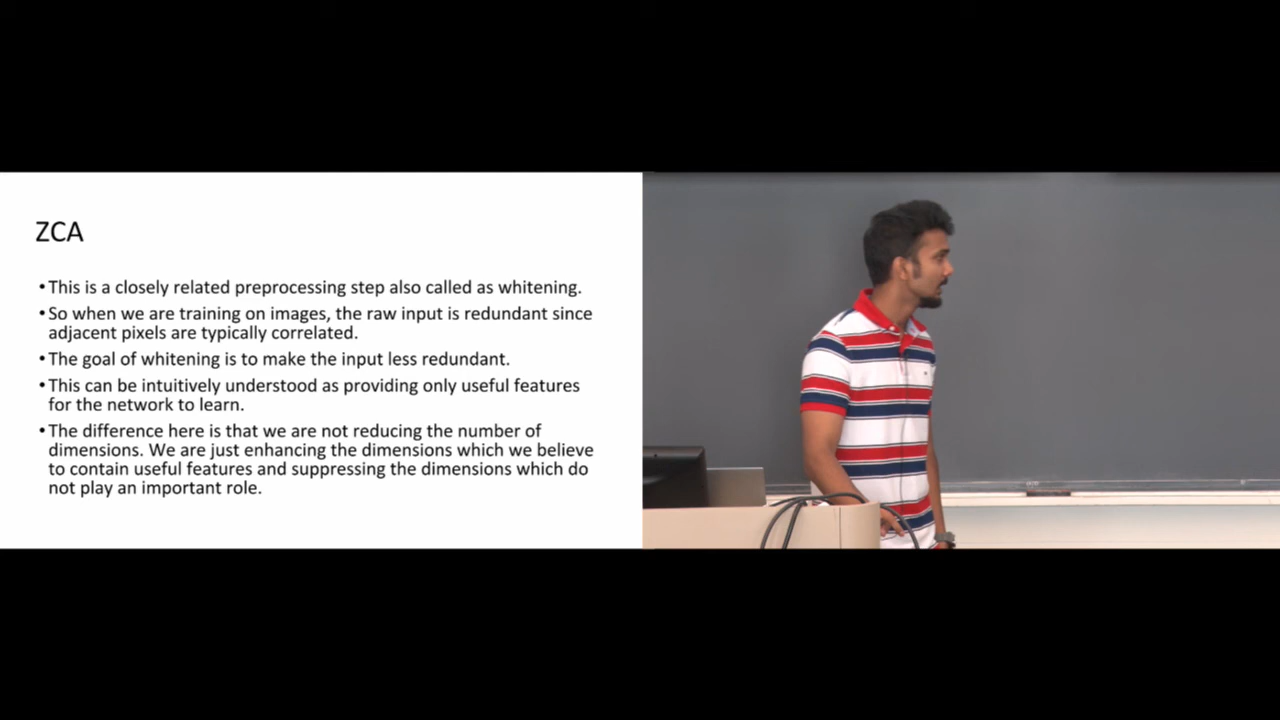 ZCA
•This is a closely related preprocessing step also called as whitening.
•So when we are training on images, the raw input is redundant since
adjacent pixels are typically correlated.
•The goal of whitening is to make the input less redundant.
•This can be intuitively understood as providing only useful features
for the network to learn.
•The difference here is that we are not reducing the number of
dimensions. We are just enhancing the dimensions which we believe
to contain useful features and suppressing the dimensions which do
not play an important role.